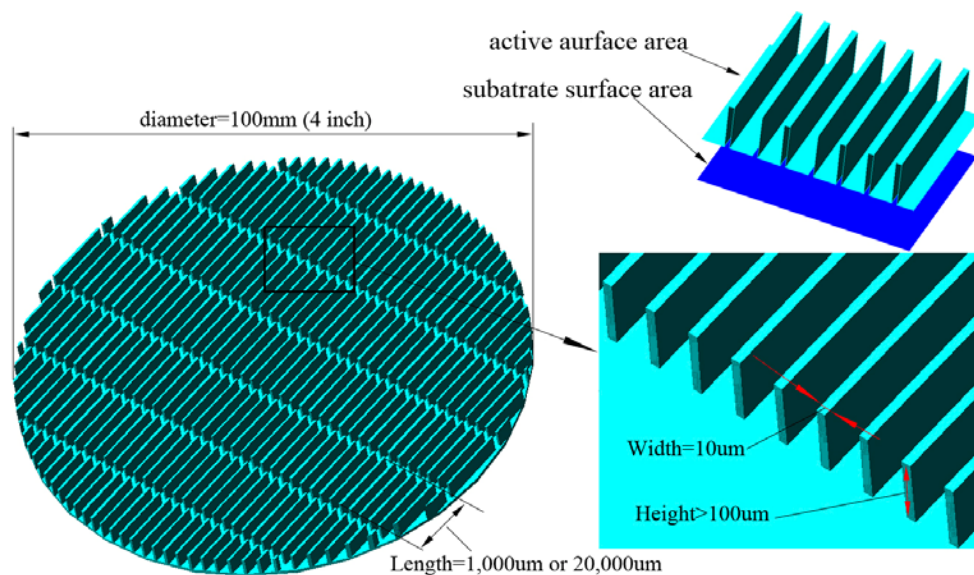 active aurface area
subatrate surface area
diameter=100mm (4 inch)
Width=10um
Height>100um
Length=1,000um or 20,000um